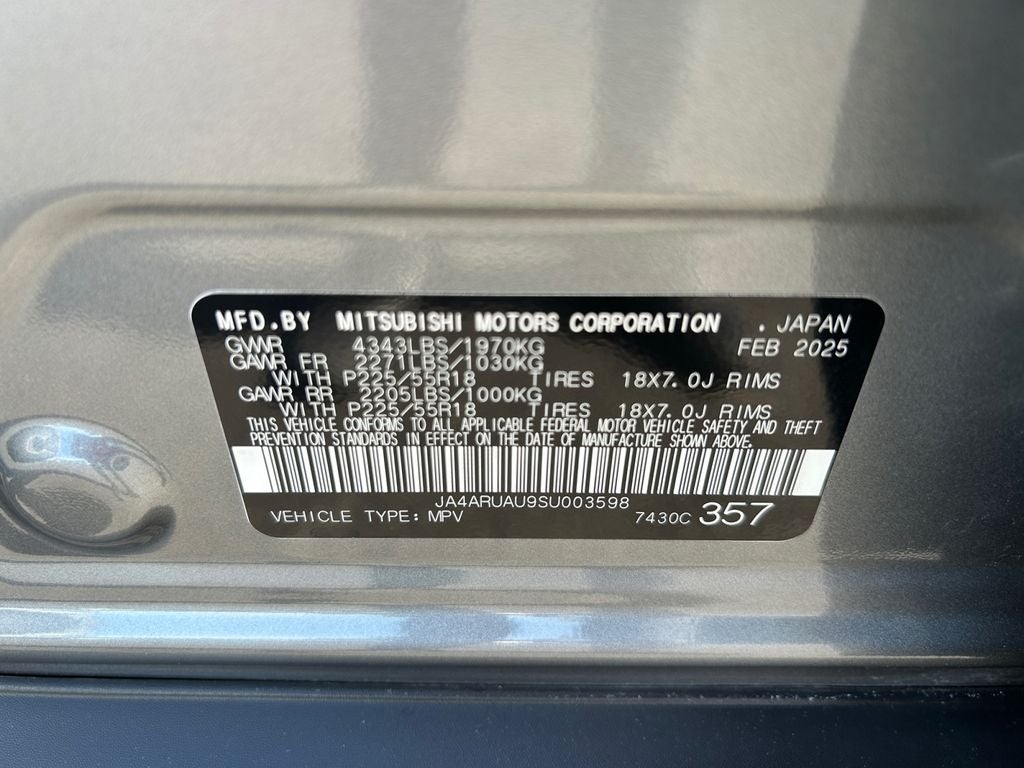 MFD.BY MITSUBISHI MOTORS CORPORATION . JAPAN
GVWR 4343LBS/1970KG FEB 2025
GAWR FR 2271LBS/1030KG
WITH P225/55R18 TIRES 18X7.0J RIMS
GAWR RR 2205LBS/1000KG
WITH P225/55R18 TIRES 18X7.0J RIMS
THIS VEHICLE CONFORMS TO ALL APPLICABLE FEDERAL MOTOR VEHICLE SAFETY AND THEFT
PREVENTION STANDARDS IN EFFECT ON THE DATE OF MANUFACTURE SHOWN ABOVE.
JA4ARUAU9SU003598
VEHICLE TYPE: MPV 7430C 357